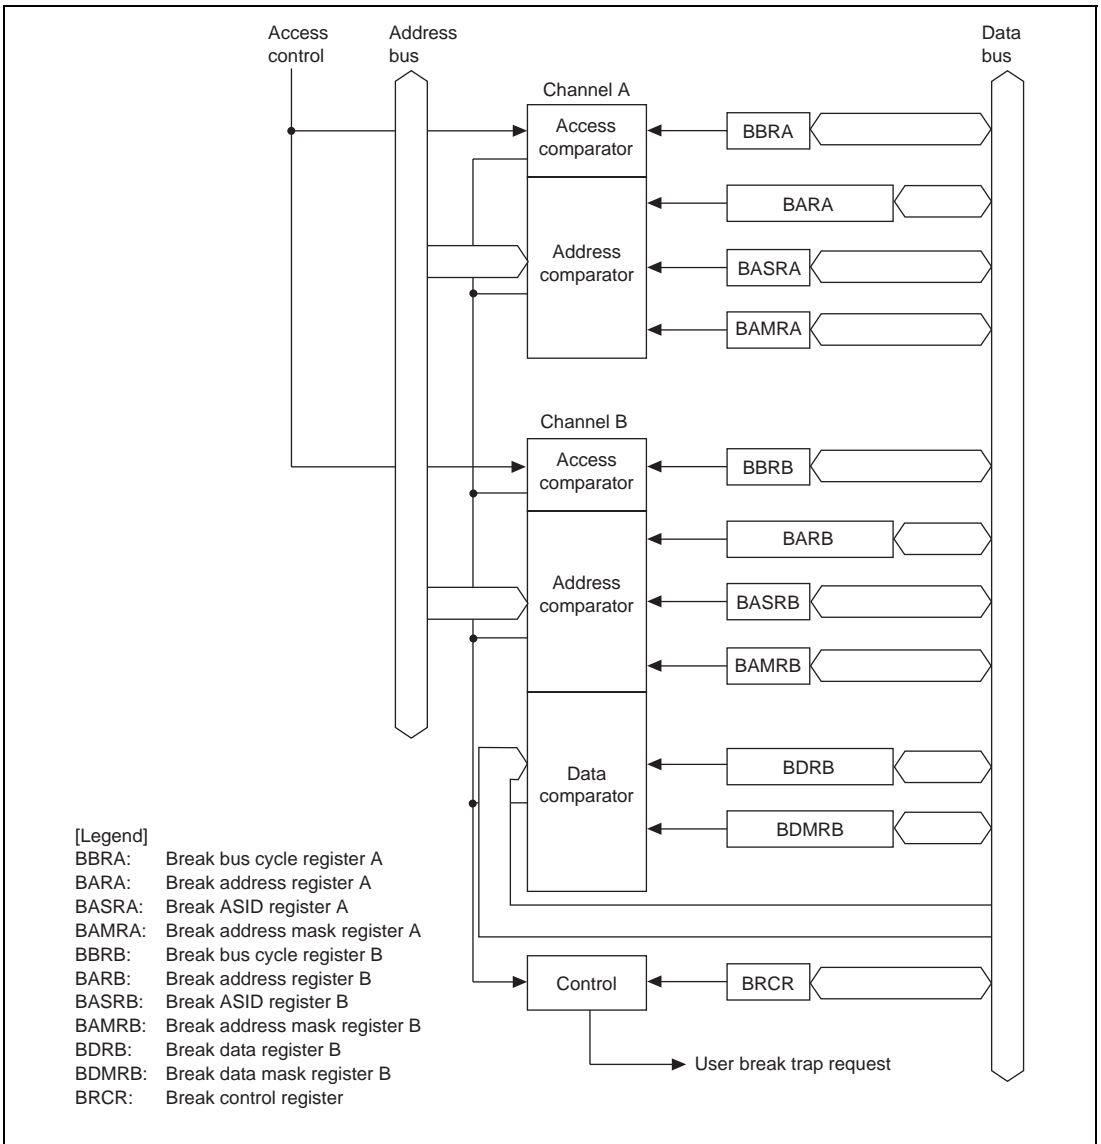 Access
control
Address
bus
Data
bus
Channel A
Access
comparator
BBRA
BARA
Address
comparator
BASRA
BAMRA
Channel B
Access
comparator
BBRB
BARB
Address
comparator
BASRB
BAMRB
Data
comparator
BDRB
BDMRB
Control
BRCR
User break trap request
[Legend]
BBRA: Break bus cycle register A
BARA: Break address register A
BASRA: Break ASID register A
BAMRA: Break address mask register A
BBRB: Break bus cycle register B
BARB: Break address register B
BASRB: Break ASID register B
BAMRB: Break address mask register B
BDRB: Break data register B
BDMRB: Break data mask register B
BRCR: Break control register